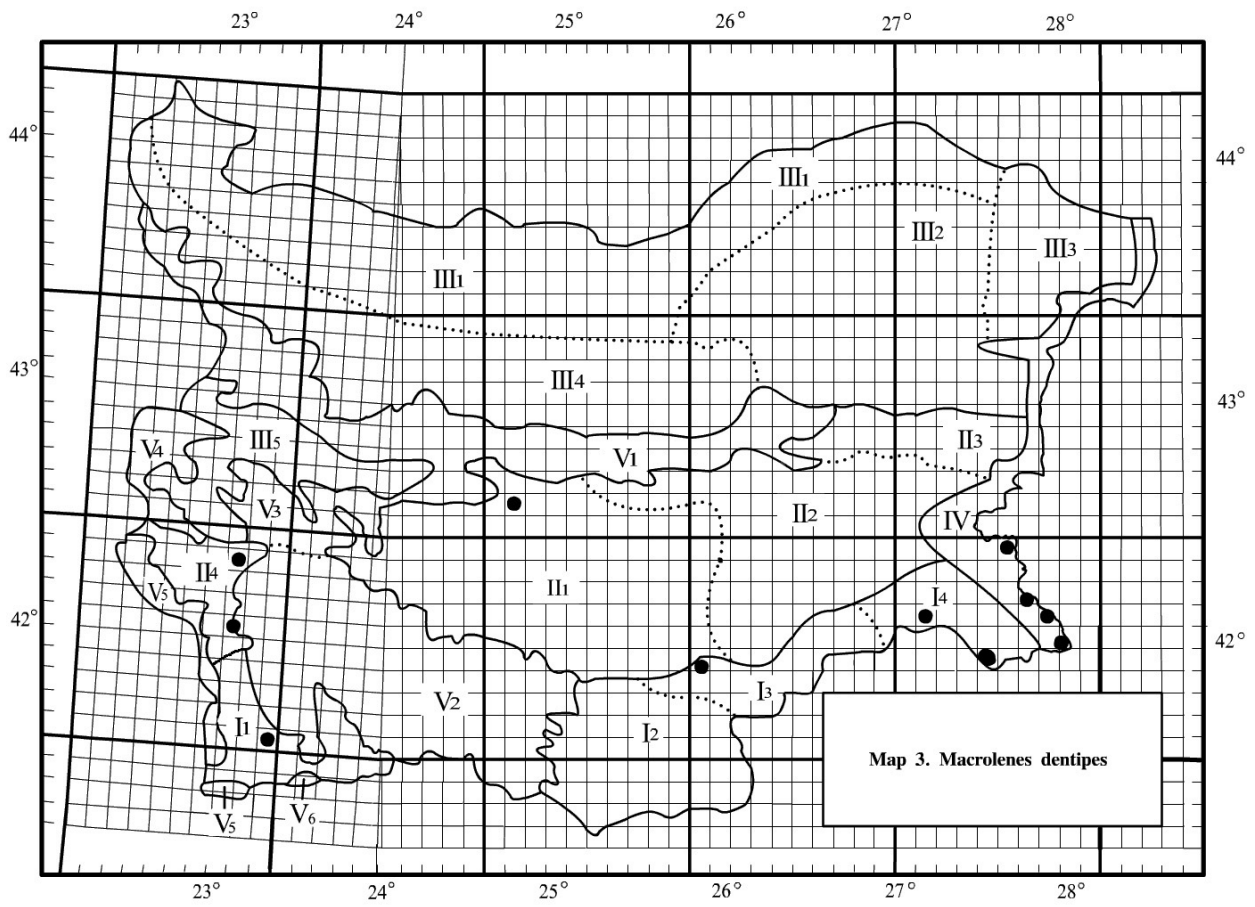 23° 24° 25° 26° 27° 28°
44° 44°
III1
III2
III3
III1
43° III4 43°
III5 II3
V4 V1
V3 II2 IV
II4
V5 II1 I4
42° 42°
V2 I3
I1 I2
Map 3. Macrolenes dentipes
V5 V6
23° 24° 25° 26° 27° 28°